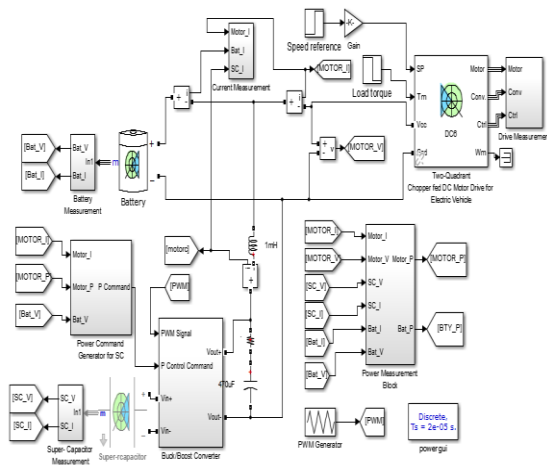 Motor_I
Bat_I
SC_I
Current Measurement
[MOTOR_I]
Speed reference
-K-
Gain
Load torque
SP
Tm
Vcc
Gnd
Motor
Conv.
Ctrl
Wm
DC6
Motor
Conv
Ctrl
Drive Measurement
Two-Quadrant
Chopper fed DC Motor Drive for
Electric Vehicle
[Bat_V]
[Bat_I]
Bat_V
Bat_I
In1
m
Battery
Measurement
Battery
+
i
-
v
[MOTOR_V]
1mH
[motorc]
[PWM]
[MOTOR_I]
[MOTOR_P]
[Bat_V]
Motor_I
Motor_P
Bat_V
P Command
Power Command
Generator for SC
PWM Signal
P Control Command
Vin+
Vin-
Vout+
Vout-
470uF
Buck/Boost Converter
[SC_V]
[SC_I]
SC_V
SC_I
In1
m
Super- Capacitor
Measurement
Super-rcapacitor
[MOTOR_I]
[MOTOR_V]
[SC_V]
[SC_I]
[Bat_I]
[Bat_V]
Motor_I
Motor_V
SC_V
SC_I
Bat_I
Bat_V
Motor_P
Bat_P
[MOTOR_P]
[BTY_P]
Power Measurement
Block
PWM Generator
[PWM]
Discrete,
Ts = 2e-05 s.
powergui